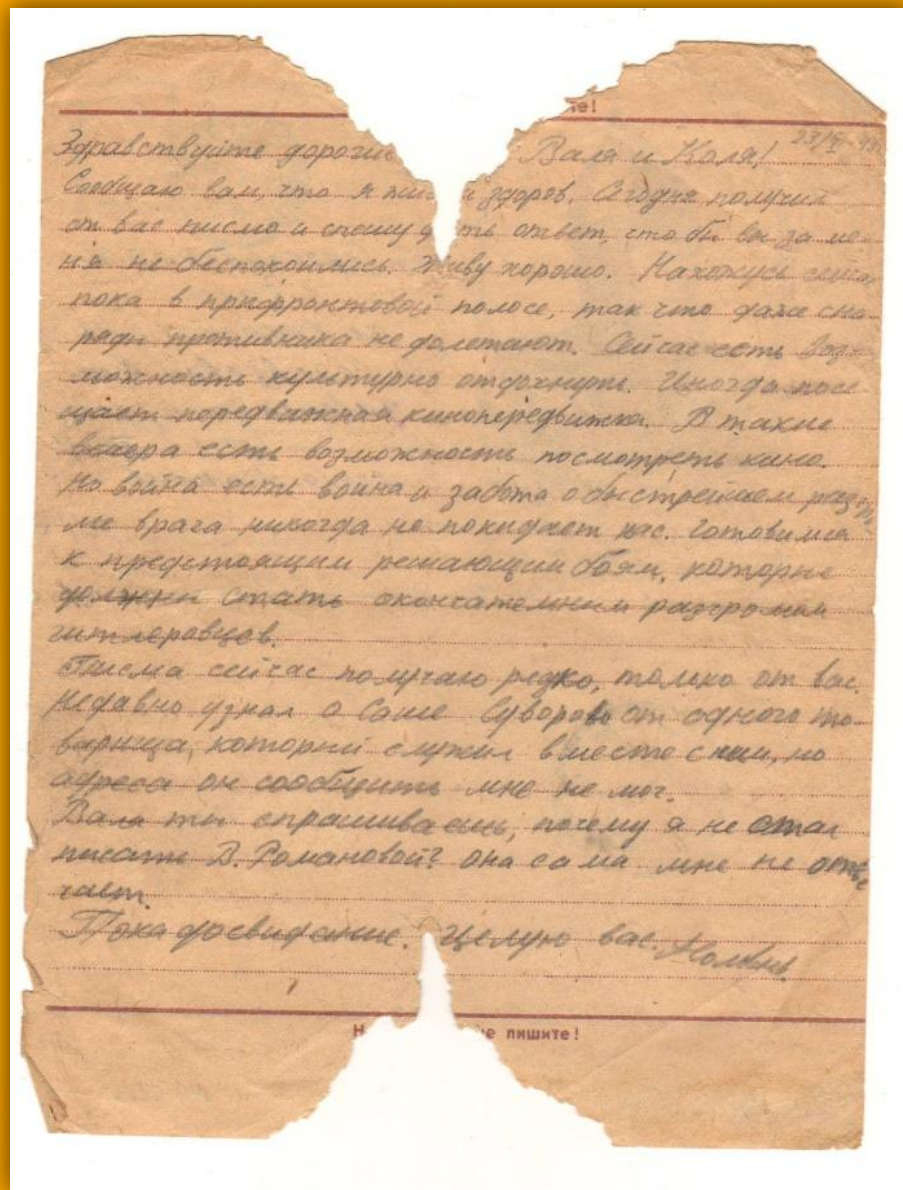 те!
23/VI-43
Здравствуйте дорогие Валя и Коля!
Сообщаю вам, что я жив и здоров. Сегодня получил
от вас письмо и спешу дать ответ, чтобы вы за ме-
ня не беспокоились. Живу хорошо. Нахожусь
пока в прифронтовой полосе, так что даже сна-
ряды противника не долетают. Сейчас есть воз-
можность культурно отдохнуть. Иногда посе-
щает передвижная кинопередвижка. В такие
вечера есть возможность посмотреть кино.
Но война есть война и забота о быстрейшем разгро-
ме врага никогда не покидает нас. Готовимся
к предстоящим решающим боям, которые
должны стать окончательным разгромом
гитлеровцев.
Письма сейчас получаю редко, только от вас.
Недавно узнал о Саше Суворове от одного то-
варища, который служил вместе с ним, но
адреса он сообщить мне не мог.
Валя ты спрашиваешь, почему я не стал
писать В. Романовой? она сама мне не отве-
чает.
Пока досвидание. Целую вас.
Н е пишите!